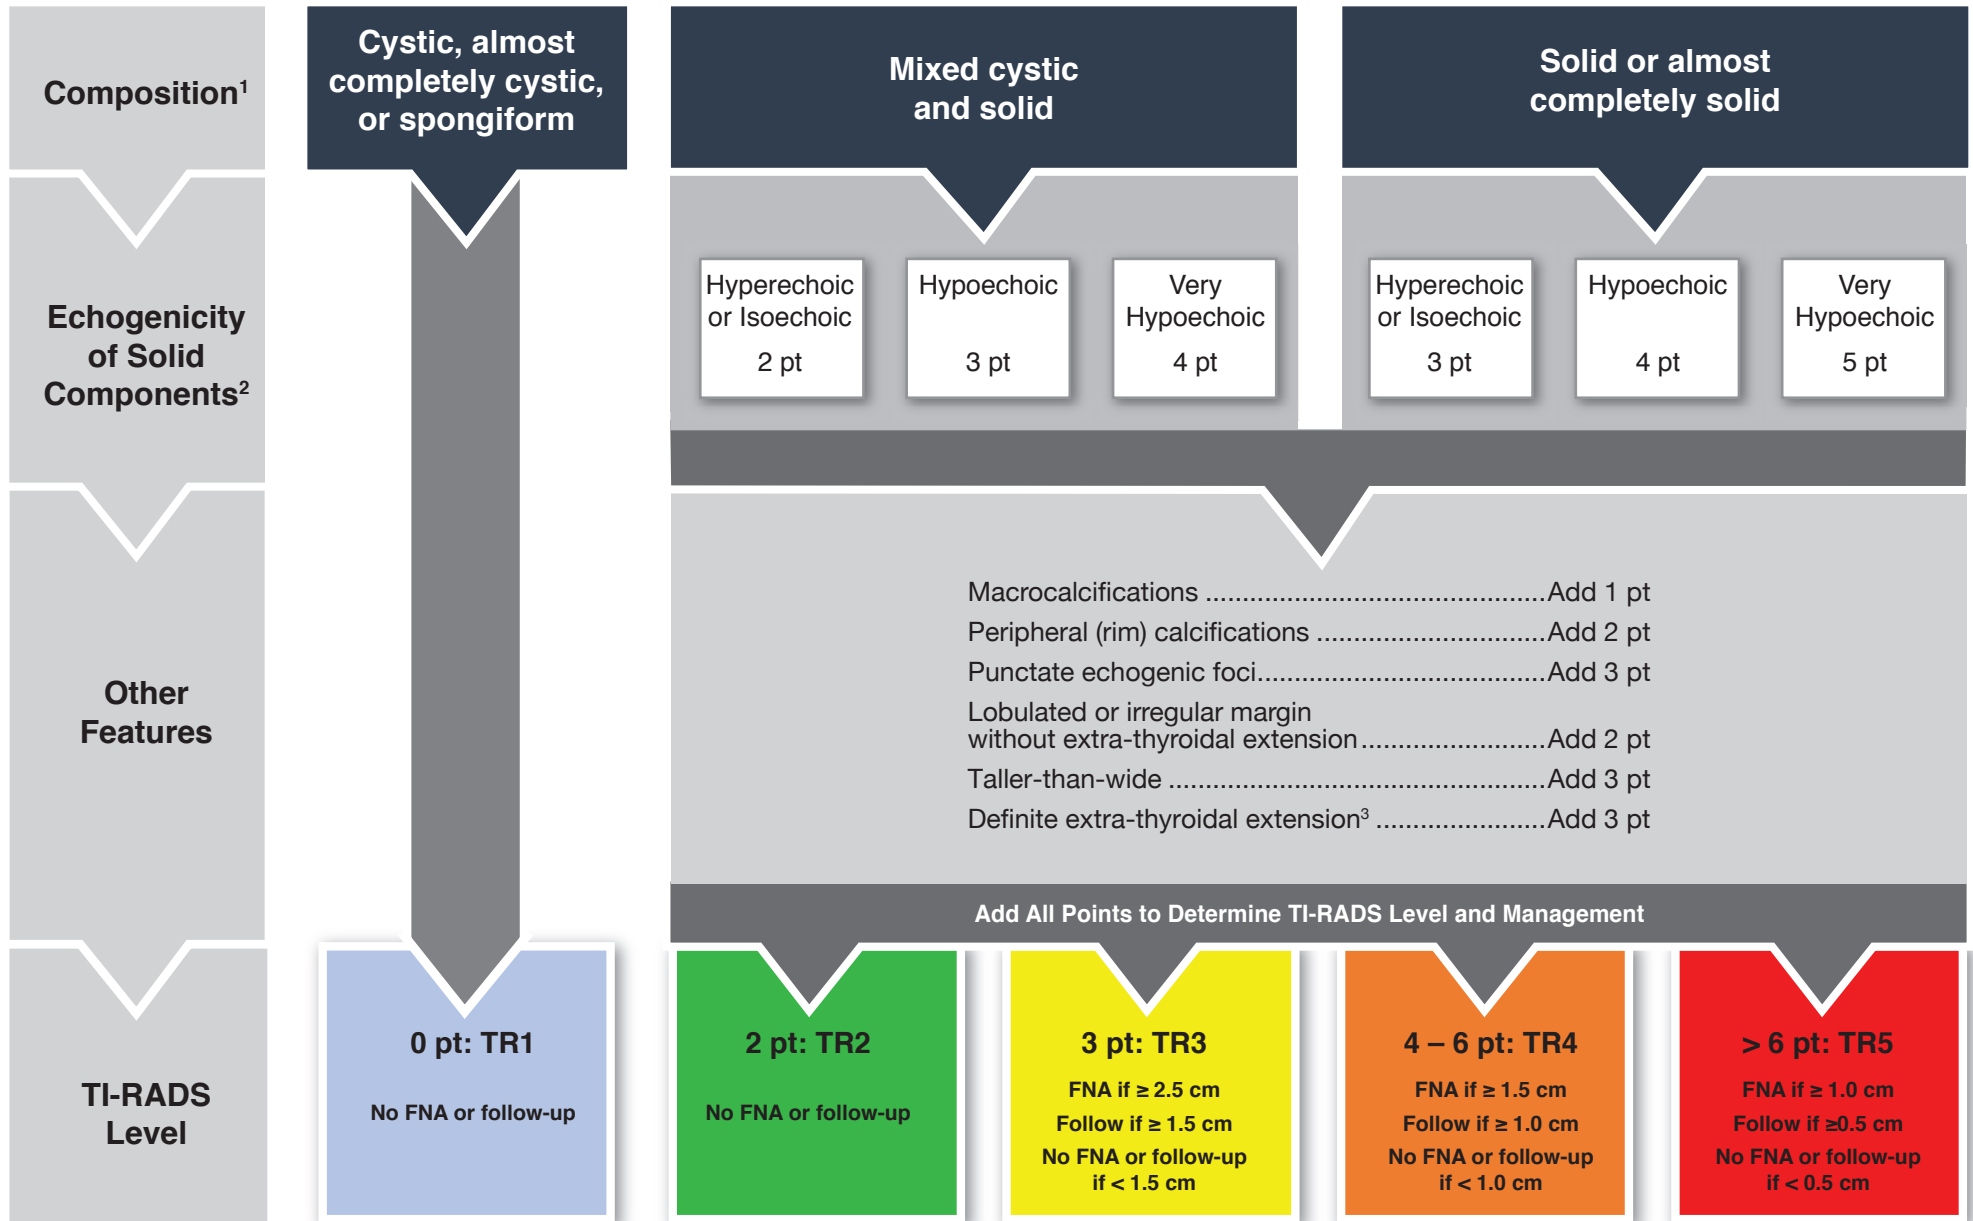 Composition1
Cystic, almost
completely cystic,
or spongiform
Mixed cystic
and solid
Solid or almost
completely solid
Echogenicity
of Solid
Components2
Hyperechoic
or Isoechoic
2 pt
Hypoechoic
3 pt
Very
Hypoechoic
4 pt
Hyperechoic
or Isoechoic
3 pt
Hypoechoic
4 pt
Very
Hypoechoic
5 pt
Other
Features
Macrocalcifications ..............................................Add 1 pt
Peripheral (rim) calcifications ...............................Add 2 pt
Punctate echogenic foci.......................................Add 3 pt
Lobulated or irregular margin
without extra-thyroidal extension.........................Add 2 pt
Taller-than-wide ...................................................Add 3 pt
Definite extra-thyroidal extension3 .......................Add 3 pt
Add All Points to Determine TI-RADS Level and Management
TI-RADS
Level
0 pt: TR1
No FNA or follow-up
2 pt: TR2
No FNA or follow-up
3 pt: TR3
FNA if ≥ 2.5 cm
Follow if ≥ 1.5 cm
No FNA or follow-up
if < 1.5 cm
4 – 6 pt: TR4
FNA if ≥ 1.5 cm
Follow if ≥ 1.0 cm
No FNA or follow-up
if < 1.0 cm
> 6 pt: TR5
FNA if ≥ 1.0 cm
Follow if ≥0.5 cm
No FNA or follow-up
if < 0.5 cm